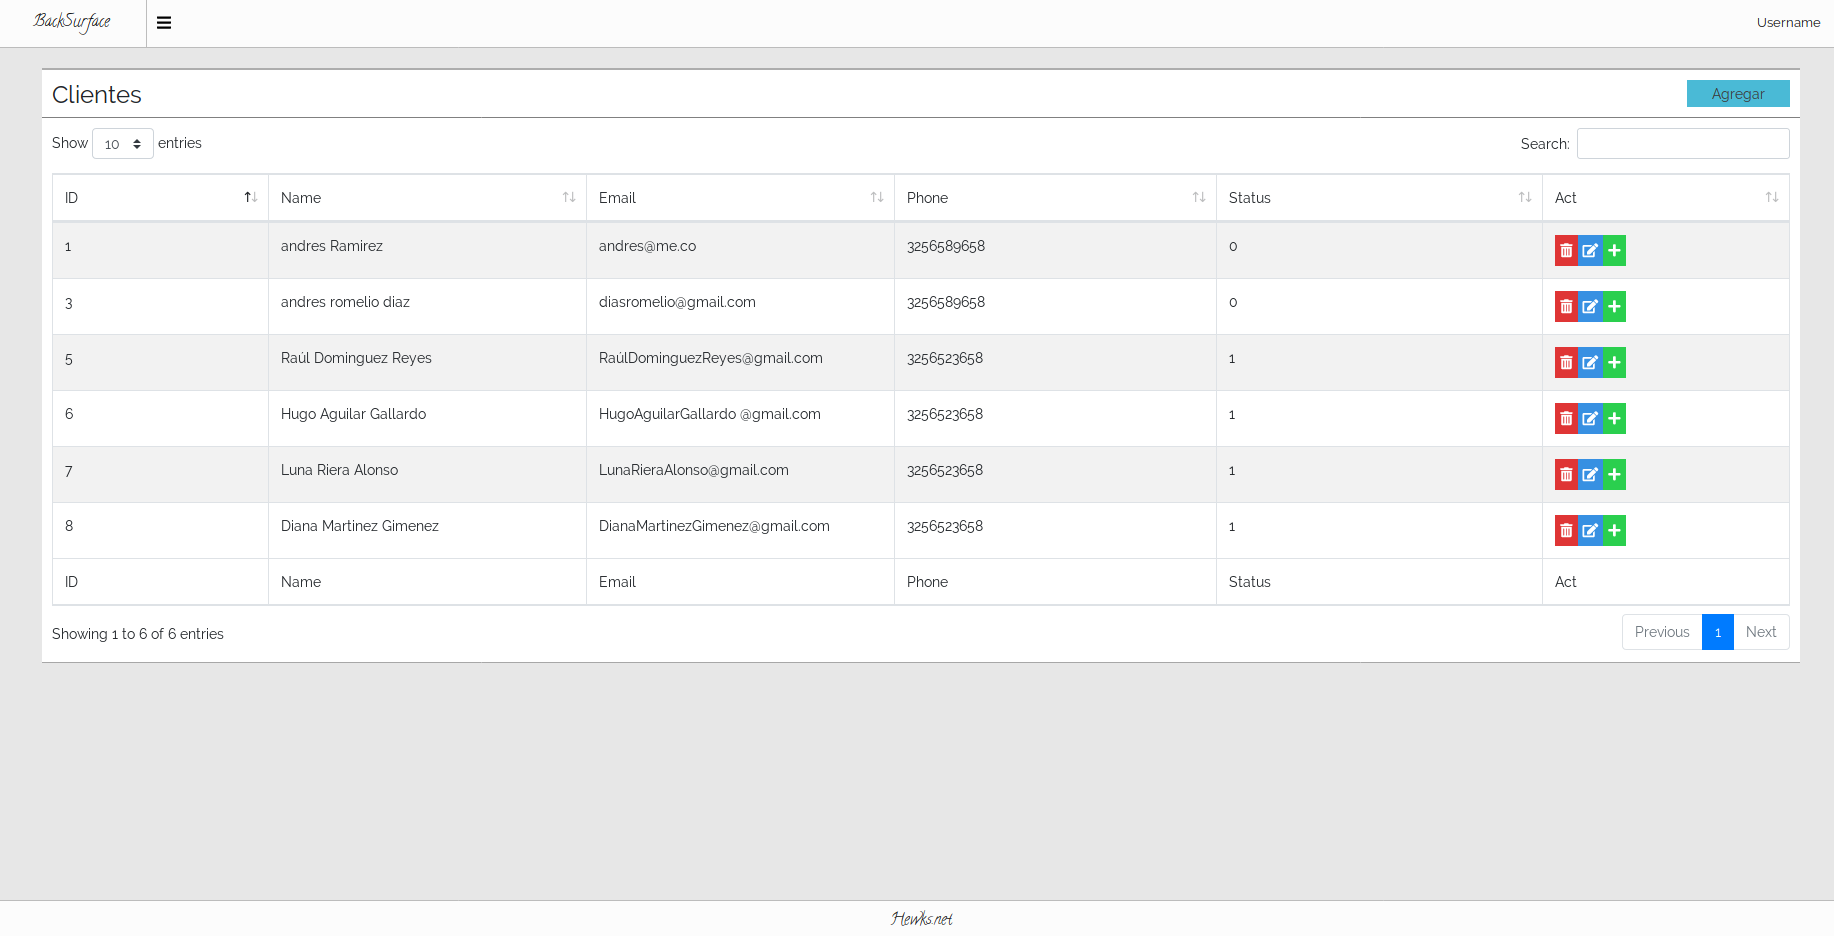 BackSurface Username
Clientes Agregar
Show 10 entries Search:
ID Name Email Phone Status Act
1 andres Ramirez andres@me.co 3256589658 0
3 andres romelio diaz diasromelio@gmail.com 3256589658 0
5 Raúl Dominguez Reyes RaúlDominguezReyes@gmail.com 3256523658 1
6 Hugo Aguilar Gallardo HugoAguilarGallardo @gmail.com 3256523658 1
7 Luna Riera Alonso LunaRieraAlonso@gmail.com 3256523658 1
8 Diana Martinez Gimenez DianaMartinezGimenez@gmail.com 3256523658 1
ID Name Email Phone Status Act
Showing 1 to 6 of 6 entries Previous 1 Next
Hewks.net